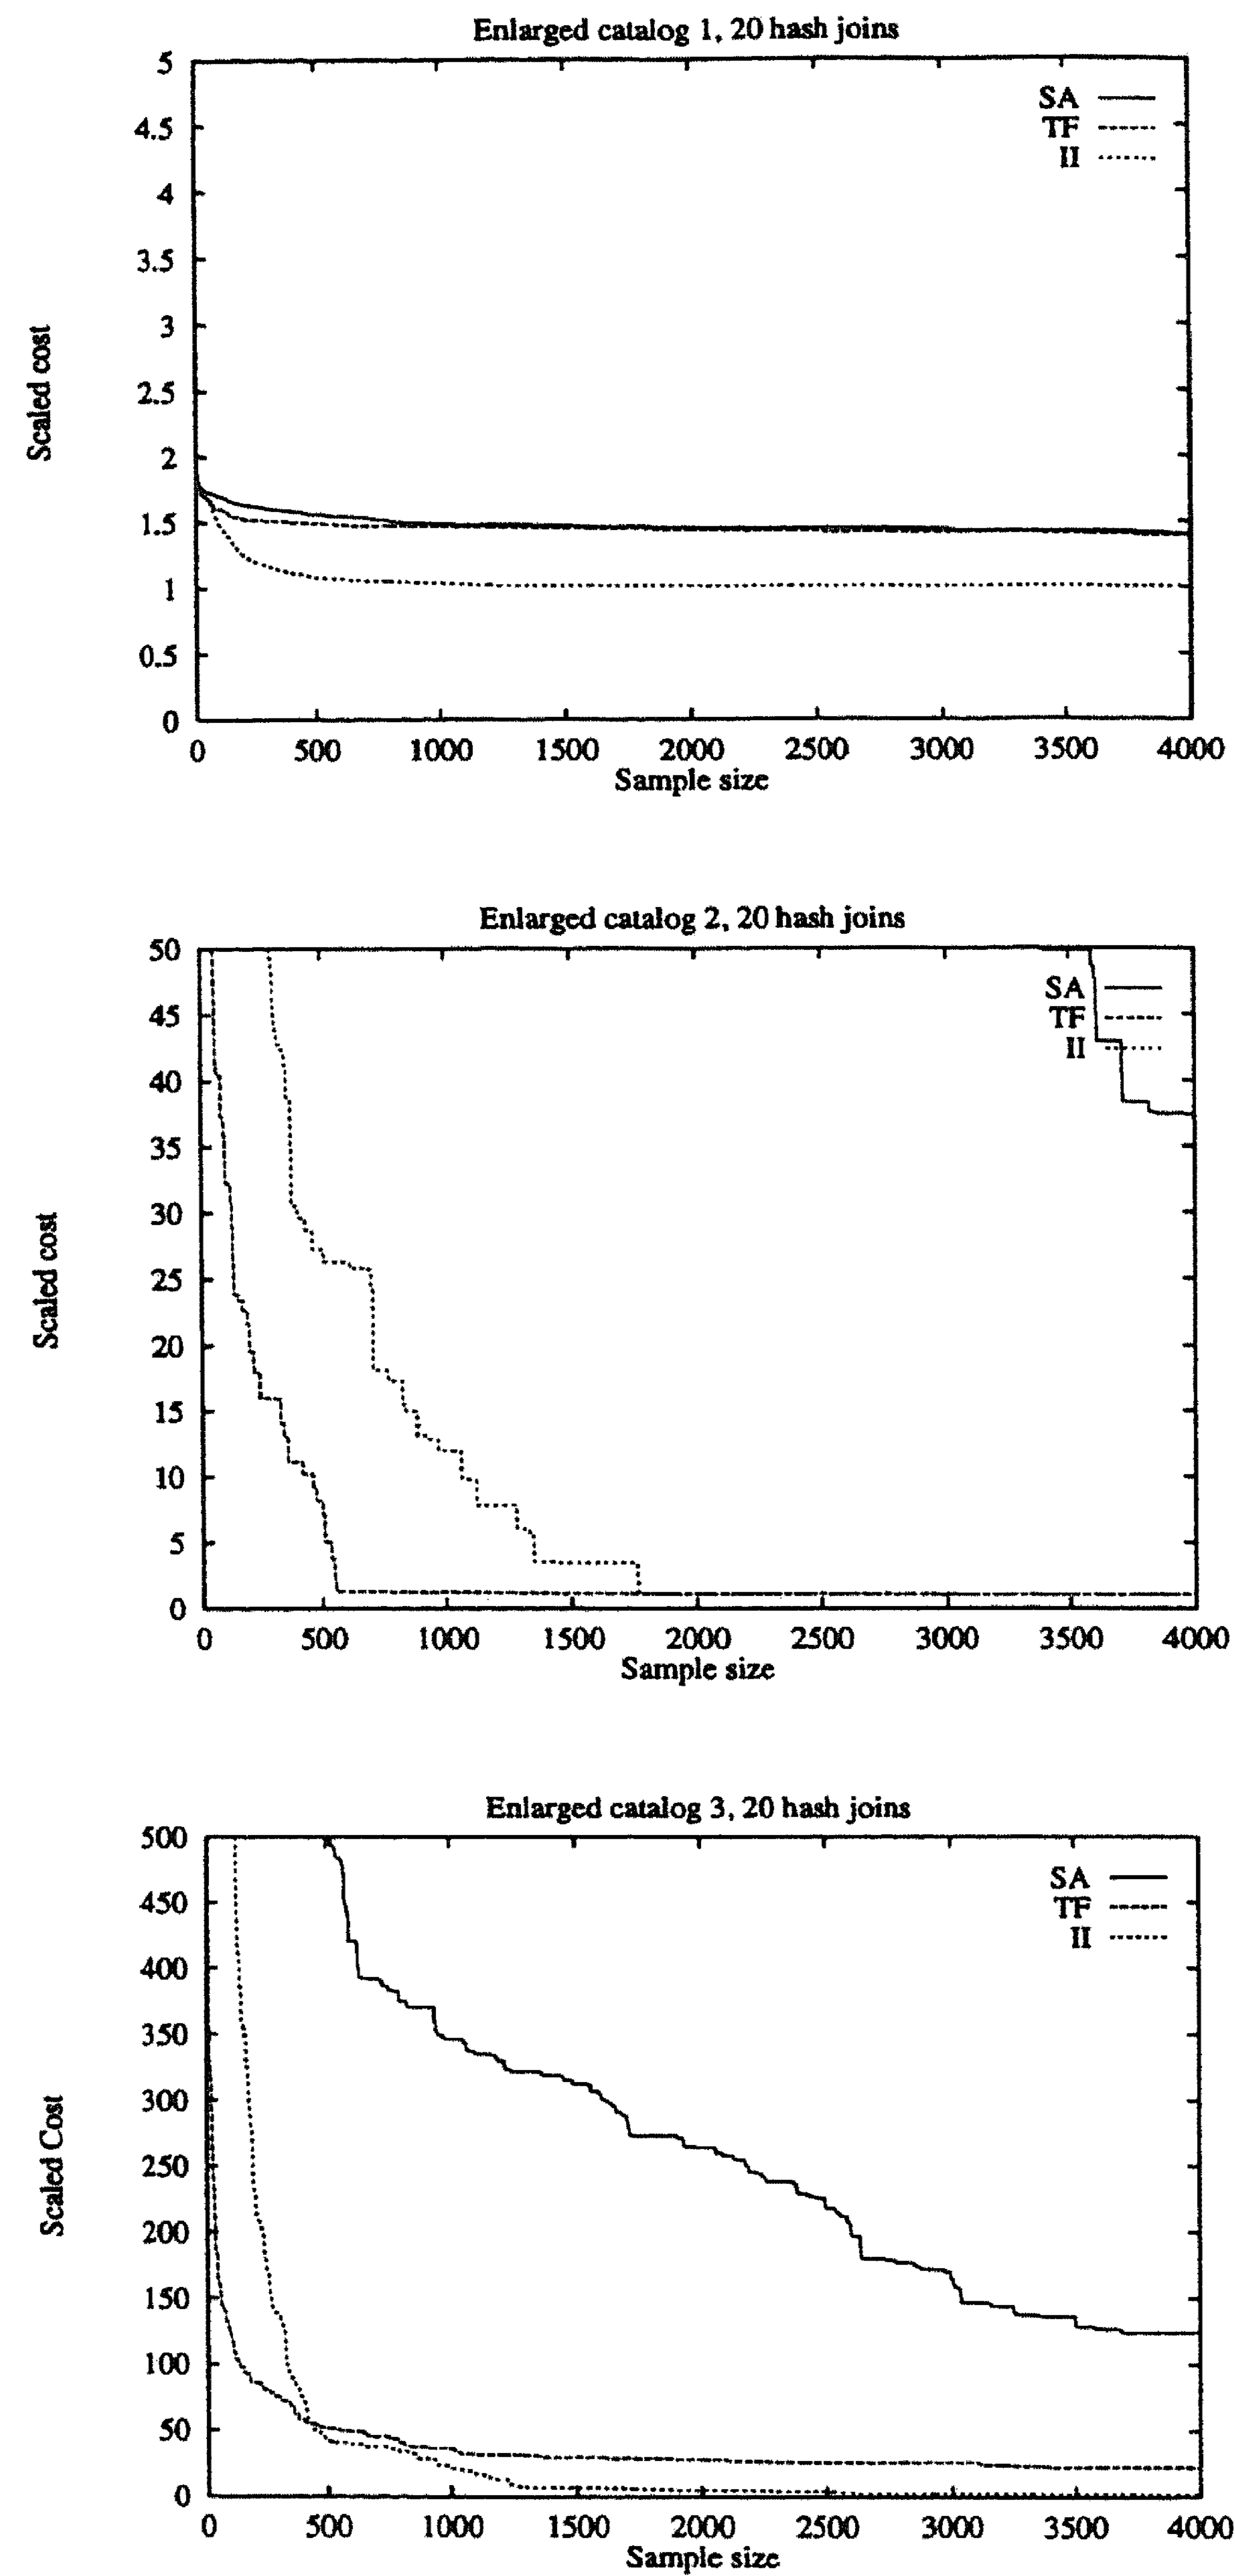 Enlarged catalog 1, 20 hash joins
5
4.5
4
3.5
3
2.5
2
1.5
1
0.5
0
Scaled cost
SA
TF
II
0 500 1000 1500 2000 2500 3000 3500 4000
Sample size
Enlarged catalog 2, 20 hash joins
50
45
40
35
30
25
20
15
10
5
0
Scaled cost
SA
TF
II
0 500 1000 1500 2000 2500 3000 3500 4000
Sample size
Enlarged catalog 3, 20 hash joins
500
450
400
350
300
250
200
150
100
50
0
Scaled Cost
SA
TF
II
0 500 1000 1500 2000 2500 3000 3500 4000
Sample size